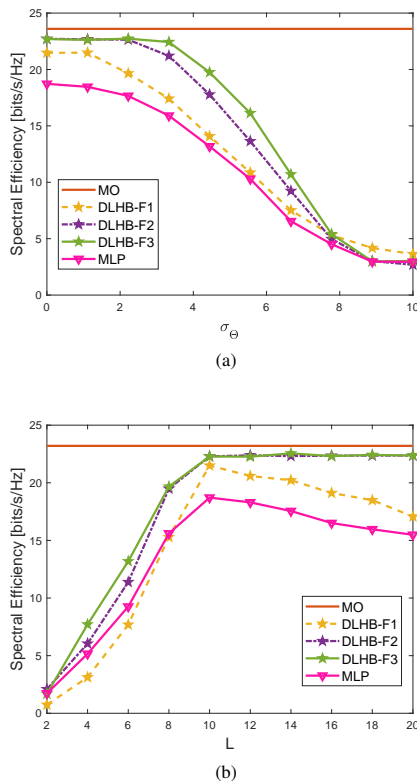 25
20
15
10
5
0
Spectral Efficiency [bits/s/Hz]
MO
DLHB-F1
DLHB-F2
DLHB-F3
MLP
0 2 4 6 8 10
σ_Θ
(a)
25
20
15
10
5
0
Spectral Efficiency [bits/s/Hz]
MO
DLHB-F1
DLHB-F2
DLHB-F3
MLP
2 4 6 8 10 12 14 16 18 20
L
(b)